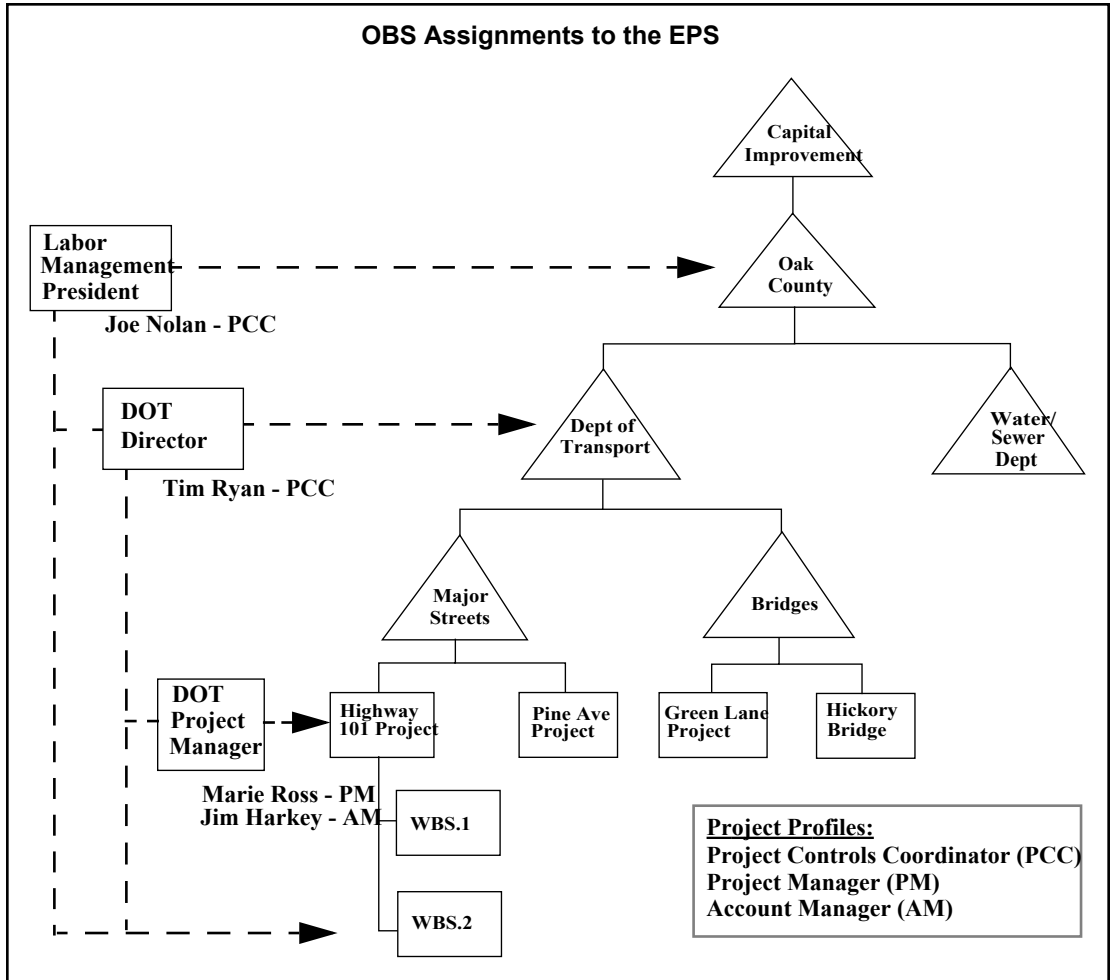 OBS Assignments to the EPS
Capital
Improvement
Labor
Management
President
Oak
County
Joe Nolan - PCC
DOT
Director
Dept of
Transport
Water/
Sewer
Dept
Tim Ryan - PCC
Major
Streets
Bridges
DOT
Project
Manager
Highway
101 Project
Pine Ave
Project
Green Lane
Project
Hickory
Bridge
Marie Ross - PM
Jim Harkey - AM
WBS.1
WBS.2
Project Profiles:
Project Controls Coordinator (PCC)
Project Manager (PM)
Account Manager (AM)